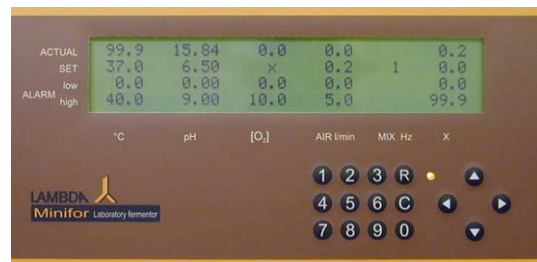 ACTUAL 99.9 15.84 0.0 0.0 0.2
SET 37.0 6.50 × 0.2 1 0.0
ALARM low 0.0 0.00 0.0 0.0 0.0
high 40.0 9.00 10.0 5.0 99.9
°C pH [O₂] AIR l/min MIX Hz X
1 2 3 R
4 5 6 C
7 8 9 0
LAMBDA
Minifor Laboratory fermentor